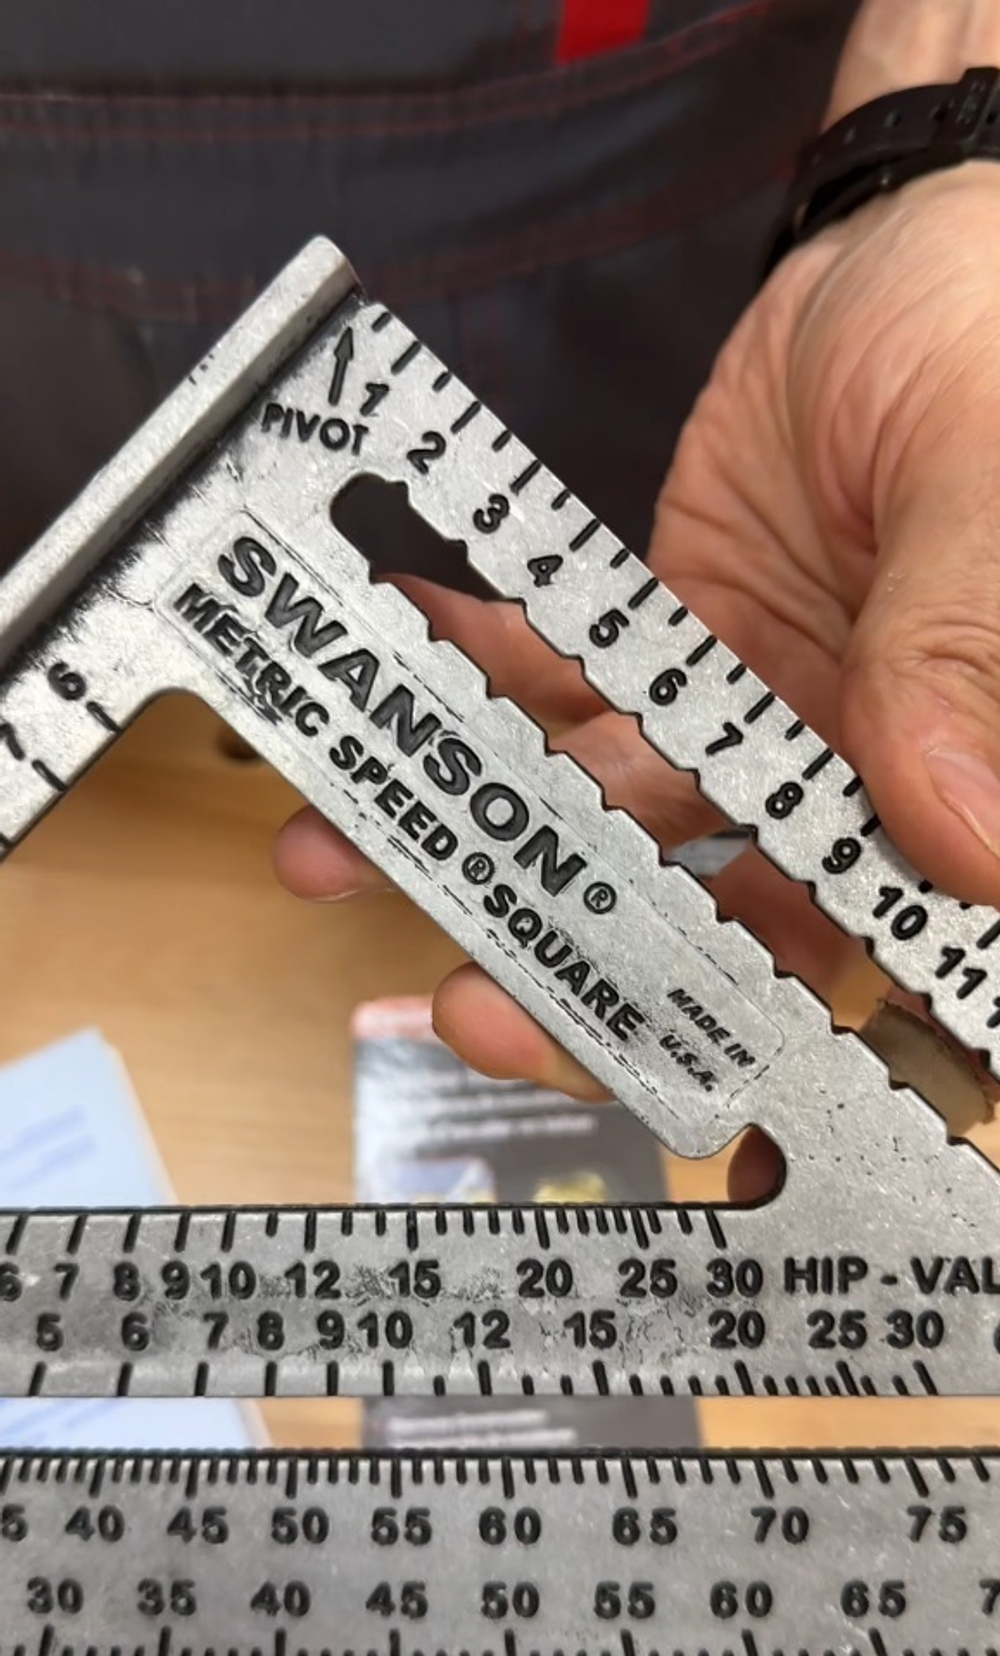 PIVOT
1 2 3 4 5 6 7 8 9 10 11
SWANSON®
METRIC SPEED® SQUARE
MADE IN
U.S.A.
6 7 8 9 10 12 15 20 25 30 HIP - VAL
5 6 7 8 9 10 12 15 20 25 30
40 45 50 55 60 65 70 75
30 35 40 45 50 55 60 65